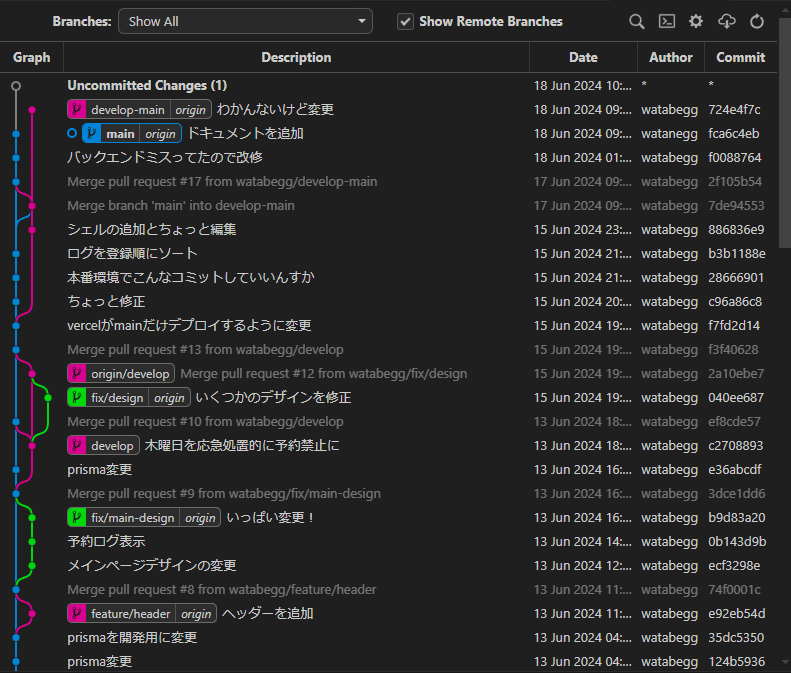 Branches: Show All Show Remote Branches
Graph Description Date Author Commit
Uncommitted Changes (1) 18 Jun 2024 10:... * *
develop-main origin わかんないけど変更 18 Jun 2024 09:... watabegg 724e4f7c
main origin ドキュメントを追加 18 Jun 2024 09:... watanegg fca6c4eb
バックエンドミスってたので改修 18 Jun 2024 01:... watabegg f0088764
Merge pull request #17 from watabegg/develop-main 17 Jun 2024 09:... watabegg 2f105b54
Merge branch 'main' into develop-main 17 Jun 2024 09:... watabegg 7de94553
シェルの追加とちょっと編集 15 Jun 2024 23:... watabegg 886836e9
ログを登録順にソート 15 Jun 2024 21:... watabegg b3b1188e
本番環境でこんなコミットしていいんすか 15 Jun 2024 21:... watabegg 28666901
ちょっと修正 15 Jun 2024 20:... watabegg c96a86c8
vercelがmainだけデプロイするように変更 15 Jun 2024 19:... watabegg f7fd2d14
Merge pull request #13 from watabegg/develop 15 Jun 2024 19:... watabegg f3f40628
origin/develop Merge pull request #12 from watabegg/fix/design 15 Jun 2024 19:... watabegg 2a10ebe7
fix/design origin いくつかのデザインを修正 15 Jun 2024 19:... watabegg 040ee687
Merge pull request #10 from watabegg/develop 13 Jun 2024 18:... watabegg ef8cde57
develop 木曜日を応急処置的に予約禁止に 13 Jun 2024 18:... watabegg c2708893
prisma変更 13 Jun 2024 16:... watabegg e36abcdf
Merge pull request #9 from watabegg/fix/main-design 13 Jun 2024 16:... watabegg 3dce1dd6
fix/main-design origin いっぱい変更！ 13 Jun 2024 16:... watabegg b9d83a20
予約ログ表示 13 Jun 2024 14:... watabegg 0b143d9b
メインページデザインの変更 13 Jun 2024 12:... watabegg ecf3298e
Merge pull request #8 from watabegg/feature/header 13 Jun 2024 11:... watabegg 74f0001c
feature/header origin ヘッダーを追加 13 Jun 2024 11:... watabegg e92eb54d
prismaを開発用に変更 13 Jun 2024 04:... watabegg 35dc5350
prisma変更 13 Jun 2024 04:... watabegg 124b5936